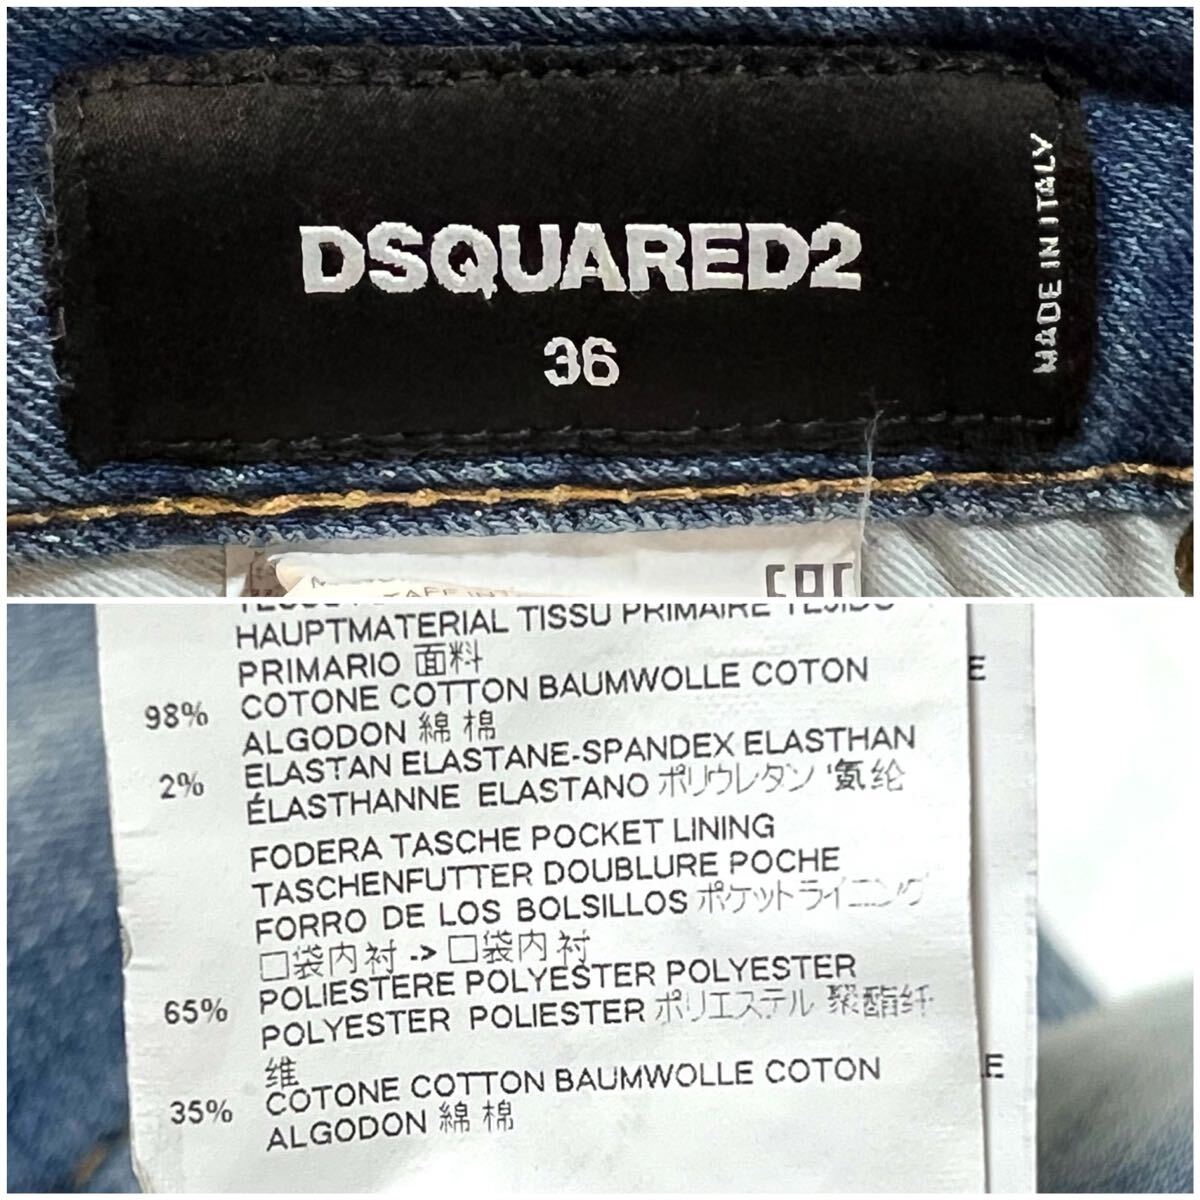 DSQUARED2
36
MADE IN ITALY
HAUPTMATERIAL TISSU PRIMAIRE TEJIDO
PRIMARIO 面料
98% COTONE COTTON BAUMWOLLE COTON
ALGODON 綿 棉
2% ELASTAN ELASTANE-SPANDEX ELASTHAN
ÉLASTHANNE ELASTANO ポリウレタン 氨纶
FODERA TASCHE POCKET LINING
TASCHENFUTTER DOUBLURE POCHE
FORRO DE LOS BOLSILLOS ポケットライニング
口袋内衬 -> 口袋内衬
65% POLIESTERE POLYESTER POLYESTER
POLYESTER POLIESTER ポリエステル 聚酯纤
维
35% COTONE COTTON BAUMWOLLE COTON
ALGODON 綿 棉